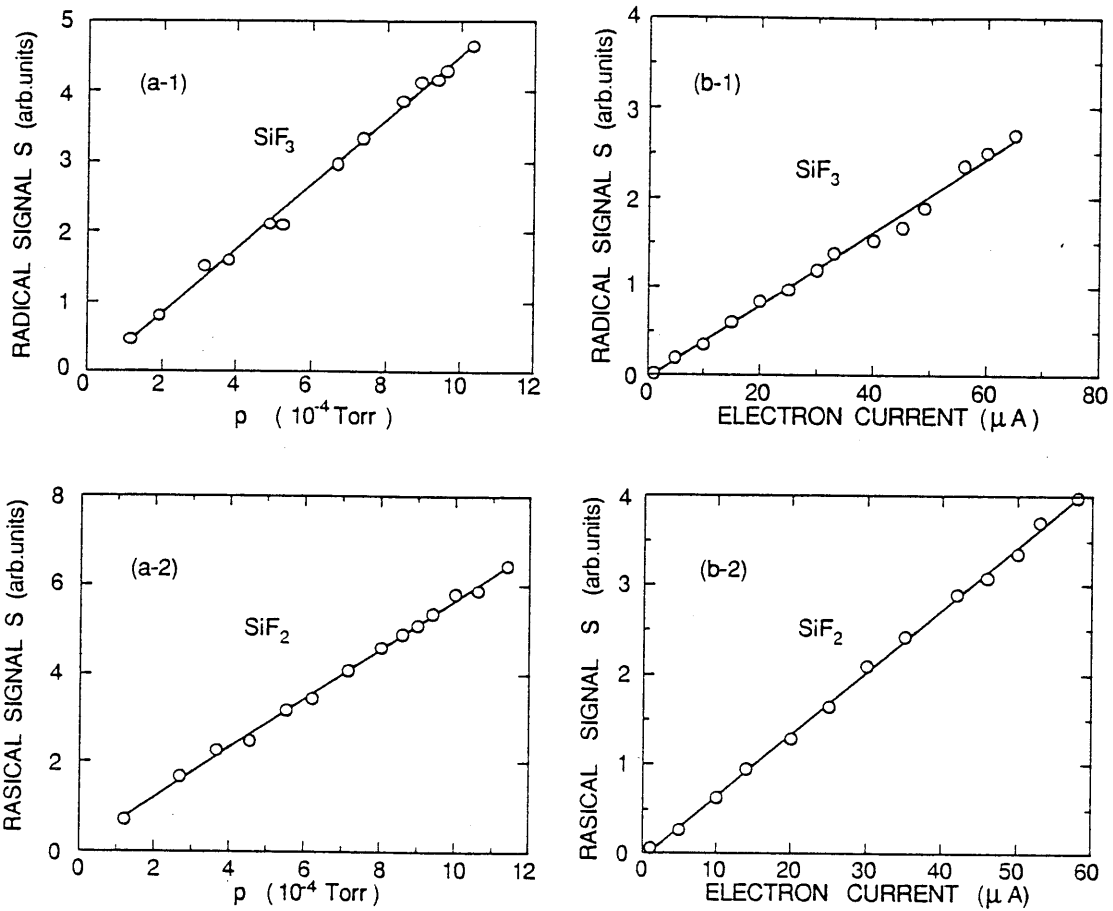 RADICAL SIGNAL S (arb.units)
5
4
3
2
1
0
(a-1)
SiF3
0 2 4 6 8 10 12
p (10-4 Torr)
RADICAL SIGNAL S (arb.units)
4
3
2
1
0
(b-1)
SiF3
0 20 40 60 80
ELECTRON CURRENT (μA)
RASICAL SIGNAL S (arb.units)
8
6
4
2
0
(a-2)
SiF2
0 2 4 6 8 10 12
p (10-4 Torr)
RASICAL SIGNAL S (arb.units)
4
3
2
1
0
(b-2)
SiF2
0 10 20 30 40 50 60
ELECTRON CURRENT (μA)